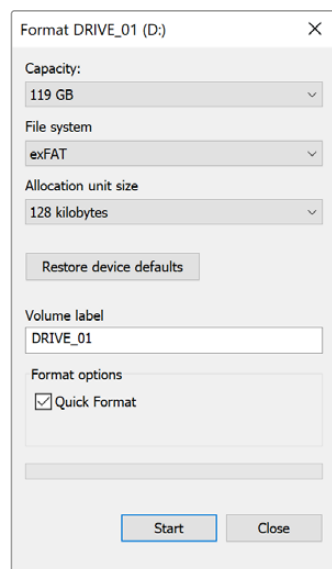 Format DRIVE_01 (D:)
Capacity:
119 GB
File system
exFAT
Allocation unit size
128 kilobytes
Restore device defaults
Volume label
DRIVE_01
Format options
Quick Format
Start Close